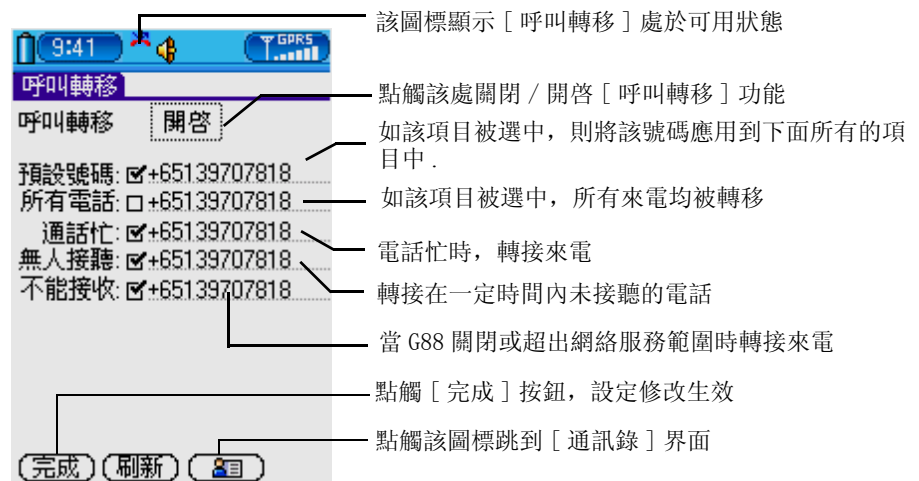 該圖標顯示 [ 呼叫轉移 ] 處於可用狀態
9:41
GPRS
呼叫轉移
呼叫轉移 開啓
點觸該處關閉 / 開啓 [ 呼叫轉移 ] 功能
如該項目被選中，則將該號碼應用到下面所有的項
目中 .
預設號碼: +65139707818
所有電話: +65139707818
如該項目被選中，所有來電均被轉移
通話忙: +65139707818
電話忙時，轉接來電
無人接聽: +65139707818
轉接在一定時間內未接聽的電話
不能接收: +65139707818
當 G88 關閉或超出網絡服務範圍時轉接來電
點觸 [ 完成 ] 按鈕，設定修改生效
點觸該圖標跳到 [ 通訊錄 ] 界面
完成 刷新